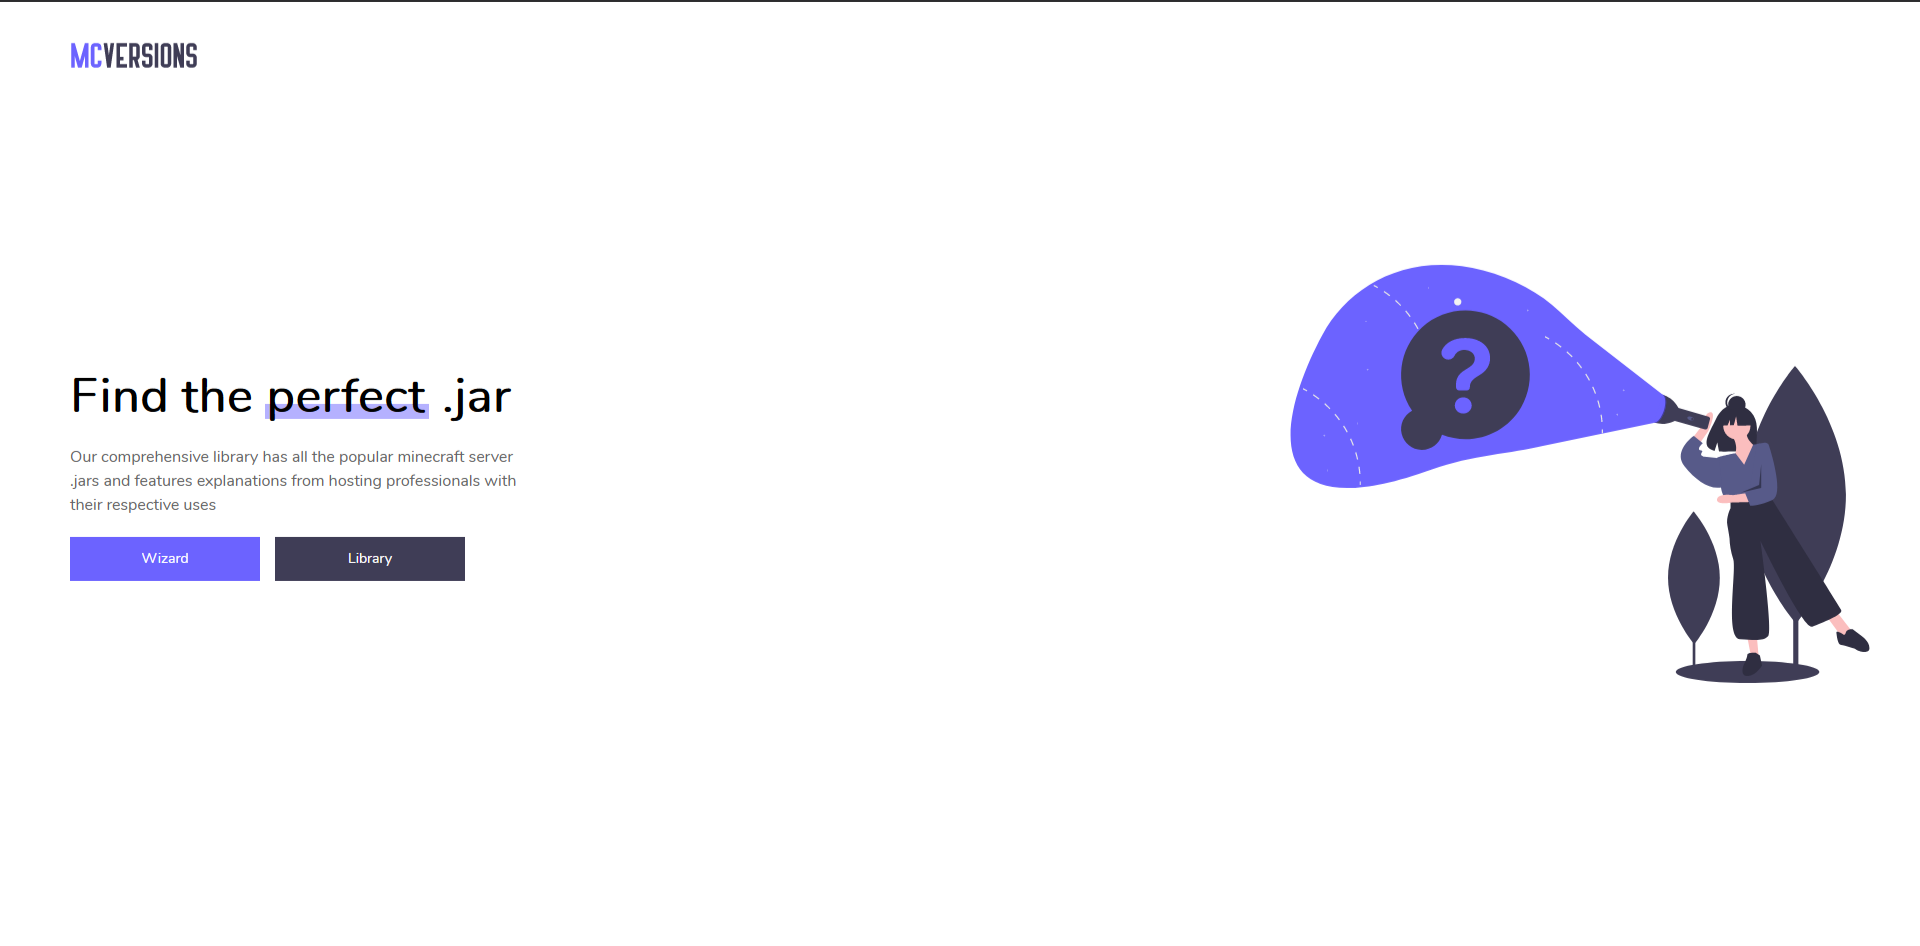 MCVERSIONS
Find the perfect .jar
Our comprehensive library has all the popular minecraft server
.jars and features explanations from hosting professionals with
their respective uses
Wizard
Library
?